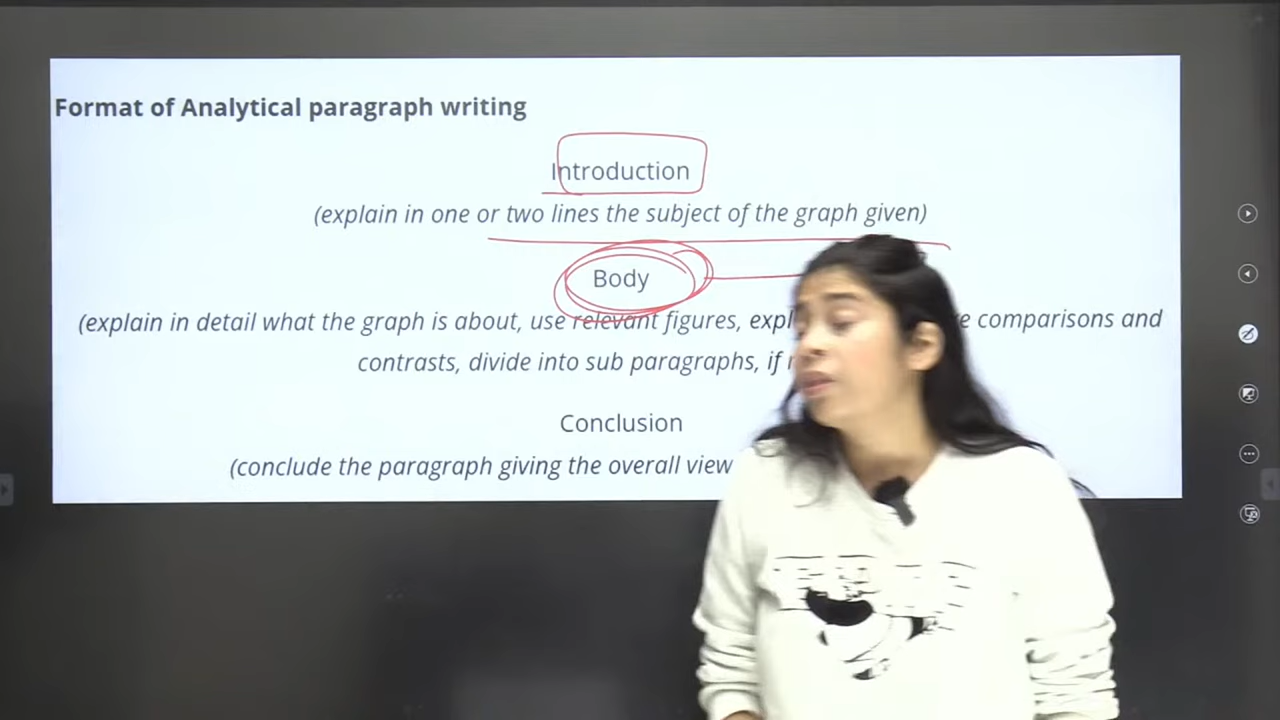 Format of Analytical paragraph writing
Introduction
(explain in one or two lines the subject of the graph given)
Body
(explain in detail what the graph is about, use relevant figures, comparisons and
contrasts, divide into sub paragraphs, if
Conclusion
(conclude the paragraph giving the overall view